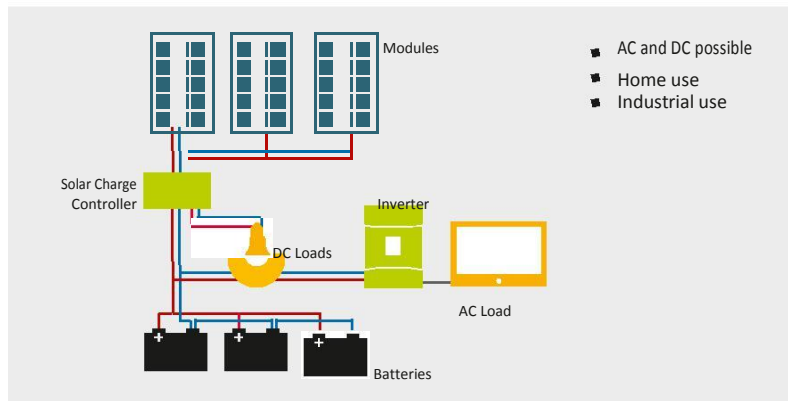 Modules
AC and DC possible
Home use
Industrial use
Solar Charge
Controller
Inverter
DC Loads
AC Load
Batteries
+
+
+